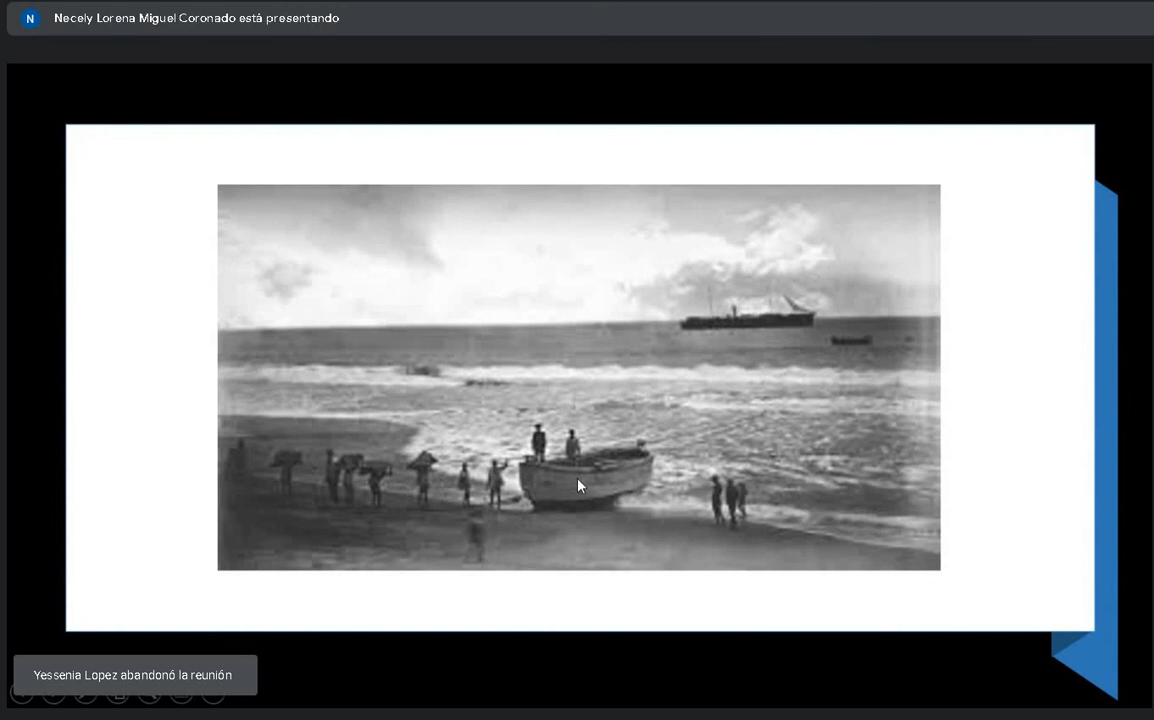 N
Necely Lorena Miguel Coronado está presentando
Yessenia Lopez abandonó la reunión